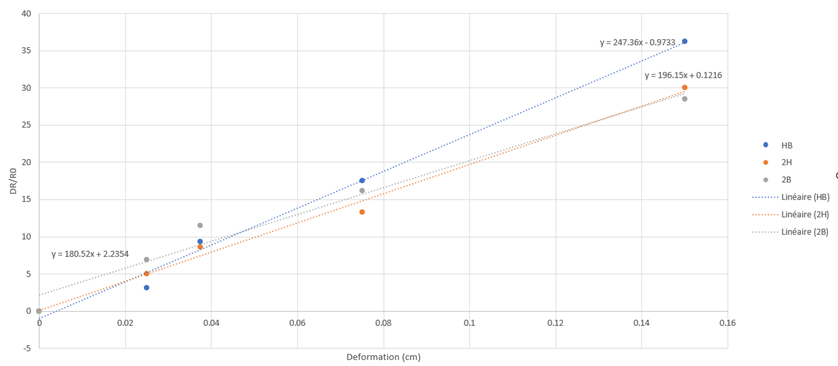 40
35
30
25
20
15
10
5
0
-5
DR/R0
y = 247.36x - 0.9733
y = 196.15x + 0.1216
y = 180.52x + 2.2354
0
0.02
0.04
0.06
0.08
0.1
0.12
0.14
0.16
Deformation (cm)
HB
2H
2B
Linéaire (HB)
Linéaire (2H)
Linéaire (2B)